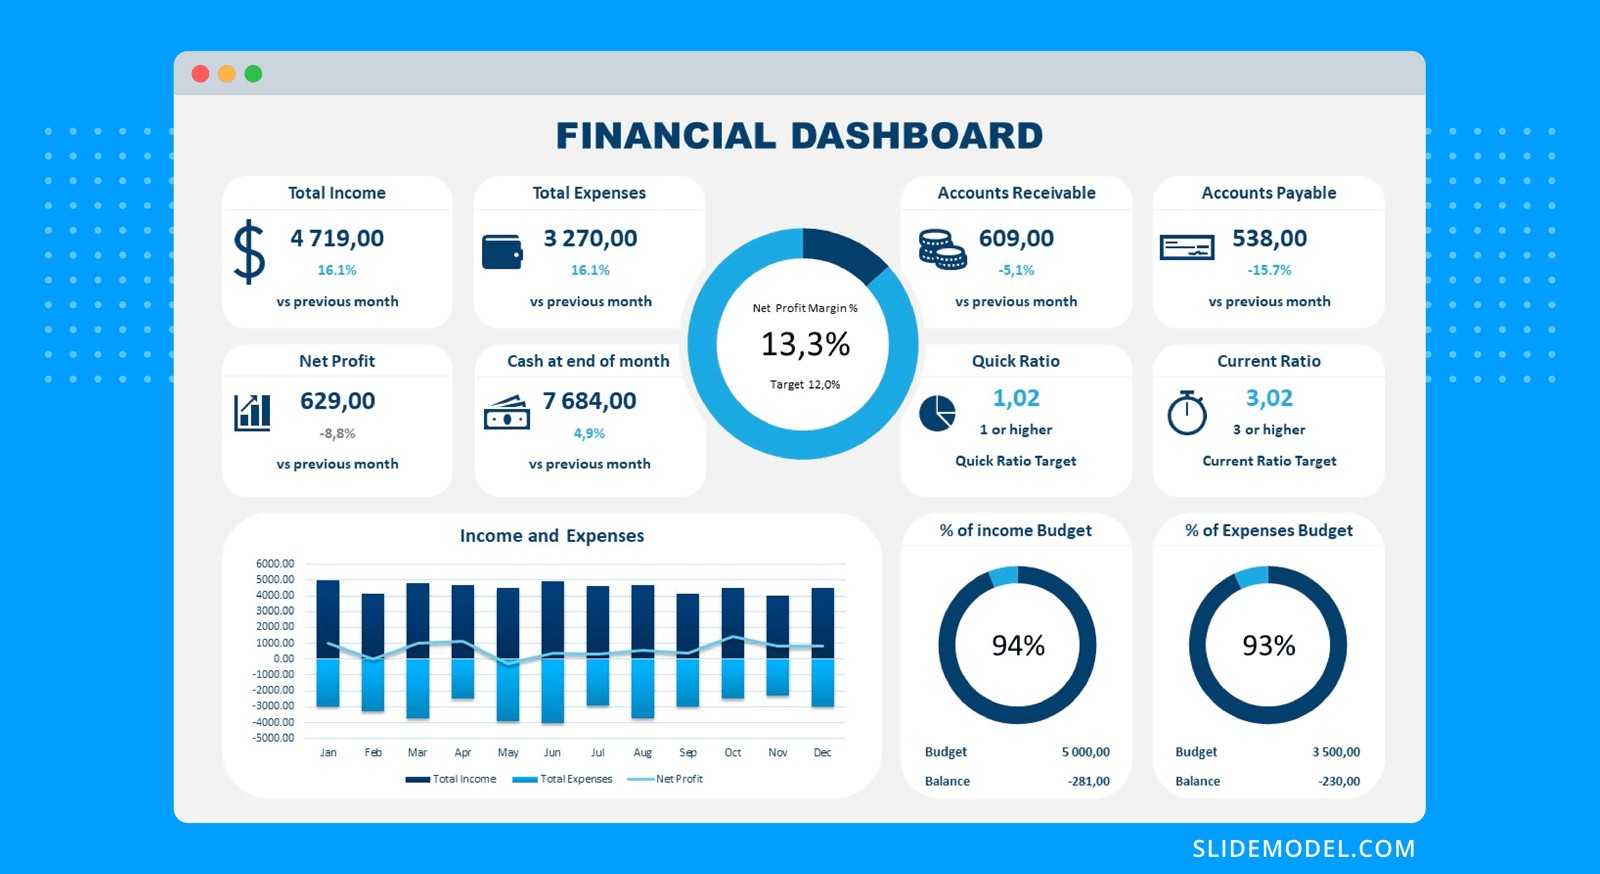 FINANCIAL DASHBOARD
Total Income
4 719,00
16.1%
vs previous month
Total Expenses
3 270,00
16.1%
vs previous month
Net Profit
629,00
-8,8%
vs previous month
Cash at end of month
7 684,00
4,9%
vs previous month
Net Profit Margin %
13,3%
Target 12,0%
Accounts Receivable
609,00
-5,1%
vs previous month
Accounts Payable
538,00
-15.7%
vs previous month
Quick Ratio
1,02
1 or higher
Quick Ratio Target
Current Ratio
3,02
3 or higher
Current Ratio Target
Income and Expenses
6000.00
5000.00
4000.00
3000.00
2000.00
1000.00
0.00
-1000.00
-2000.00
-3000.00
-4000.00
-5000.00
Jan Feb Mar Apr May Jun Jul Aug Sep Oct Nov Dec
Total Income Total Expenses Net Profit
% of income Budget
94%
Budget 5 000,00
Balance -281,00
% of Expenses Budget
93%
Budget 3 500,00
Balance -230,00
SLIDEMODEL.COM